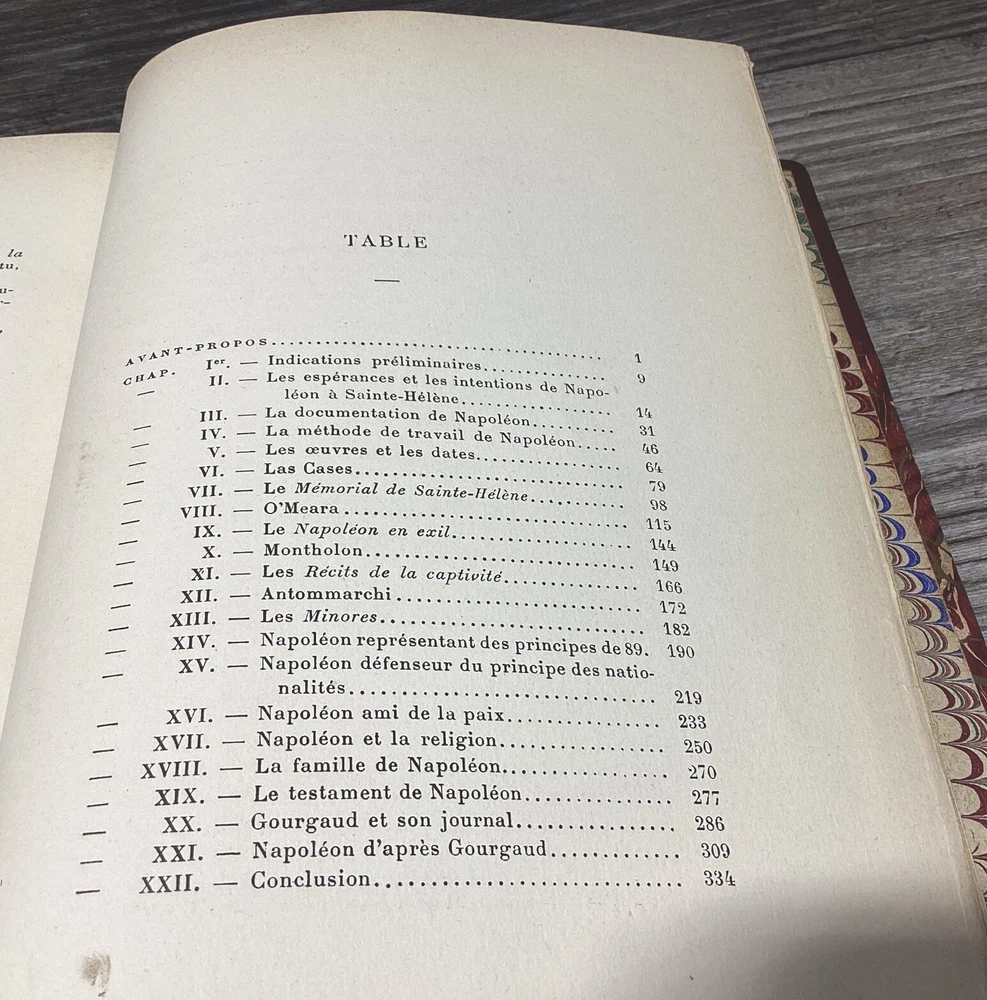 la
tu,
u-
r-
TABLE
—
AVANT-PROPOS........................................ 1
CHAP. Ier. — Indications préliminaires.................. 9
— II. — Les espérances et les intentions de Napo-
léon à Sainte-Hélène...................... 14
— III. — La documentation de Napoléon........... 31
— IV. — La méthode de travail de Napoléon..... 46
— V. — Les œuvres et les dates.................. 64
— VI. — Las Cases................................. 79
— VII. — Le Mémorial de Sainte-Hélène........... 98
— VIII. — O'Meara.................................. 115
— IX. — Le Napoléon en exil...................... 144
— X. — Montholon................................ 149
— XI. — Les Récits de la captivité................ 166
— XII. — Antommarchi............................. 172
— XIII. — Les Minores.............................. 182
— XIV. — Napoléon représentant des principes de 89. 190
— XV. — Napoléon défenseur du principe des natio-
nalités.................................... 219
— XVI. — Napoléon ami de la paix................. 233
— XVII. — Napoléon et la religion.................. 250
— XVIII. — La famille de Napoléon.................. 270
— XIX. — Le testament de Napoléon............... 277
— XX. — Gourgaud et son journal................. 286
— XXI. — Napoléon d'après Gourgaud............. 309
— XXII. — Conclusion................................ 334